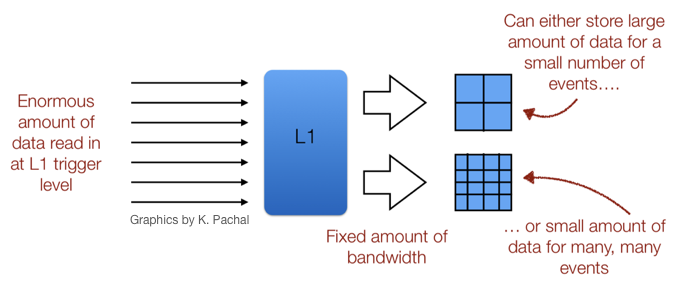 Can either store large
amount of data for a
small number of
events….
Enormous
amount of
data read in
at L1 trigger
level
L1
Graphics by K. Pachal
Fixed amount of
bandwidth
… or small amount of
data for many, many
events